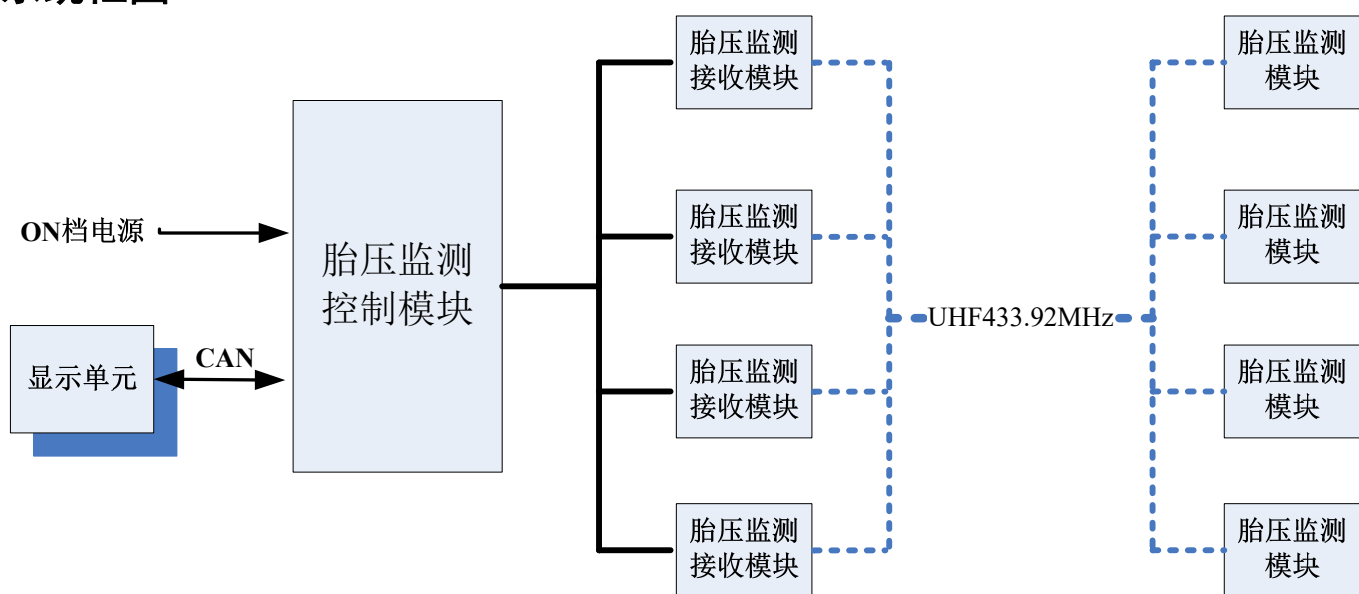 胎压监测
接收模块
胎压监测
模块
ON档电源
胎压监测
控制模块
胎压监测
接收模块
胎压监测
模块
UHF433.92MHz
显示单元
CAN
胎压监测
接收模块
胎压监测
模块
胎压监测
接收模块
胎压监测
模块